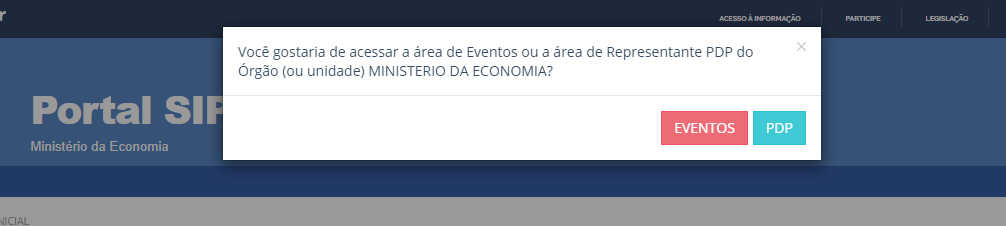 r
ACESSO À INFORMAÇÃO PARTICIPE LEGISLAÇÃO
Você gostaria de acessar a área de Eventos ou a área de Representante PDP do ×
Órgão (ou unidade) MINISTERIO DA ECONOMIA?
Portal SIP
EVENTOS PDP
Ministério da Economia
NICIAL